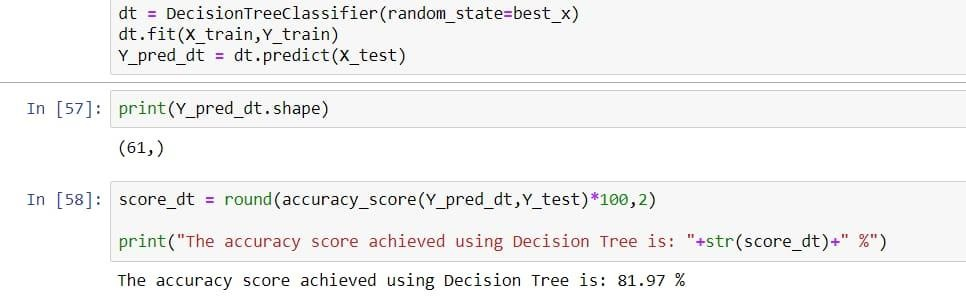 dt = DecisionTreeClassifier(random_state=best_x)
dt.fit(X_train,Y_train)
Y_pred_dt = dt.predict(X_test)
In [57]: print(Y_pred_dt.shape)
(61,)
In [58]: score_dt = round(accuracy_score(Y_pred_dt,Y_test)*100,2)
print("The accuracy score achieved using Decision Tree is: "+str(score_dt)+" %")
The accuracy score achieved using Decision Tree is: 81.97 %